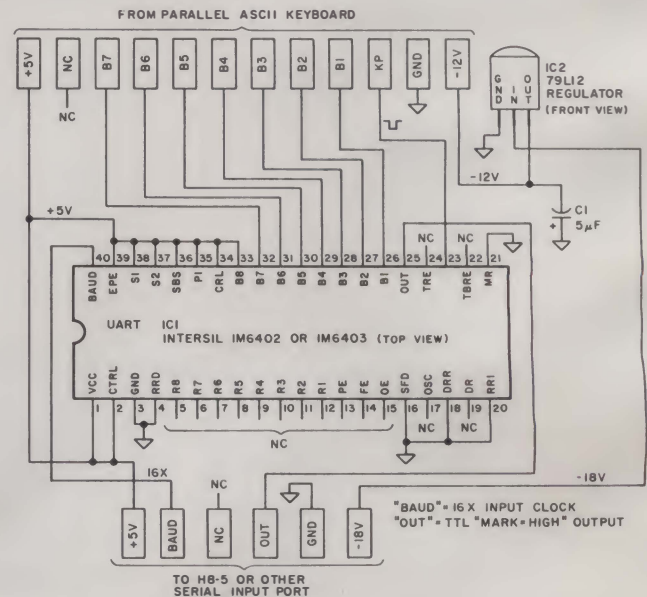 FROM PARALLEL ASCII KEYBOARD
+5V NC B7 B6 B5 B4 B3 B2 B1 KP GND -12V
GND IN OUT
IC2
79L12
REGULATOR
(FRONT VIEW)
NC
-12V
+5V
C1
+ 5µF
NC NC
40 39 38 37 36 35 34 33 32 31 30 29 28 27 26 25 24 23 22 21
BAUD EPE S1 S2 SBS PI CRL B8 B7 B6 B5 B4 B3 B2 B1 OUT TRE TBRE MR
UART IC1
INTERSIL IM6402 OR IM6403 (TOP VIEW)
VCC CTRL GND RRD R8 R7 R6 R5 R4 R3 R2 R1 PE FE OE SFD OSC DRR DR RRI
1 2 3 4 5 6 7 8 9 10 11 12 13 14 15 16 17 18 19 20
NC NC
NC
16X
NC
-18V
+5V BAUD NC OUT GND -18V
"BAUD"=16X INPUT CLOCK
"OUT"=TTL "MARK=HIGH" OUTPUT
TO H8-5 OR OTHER
SERIAL INPUT PORT